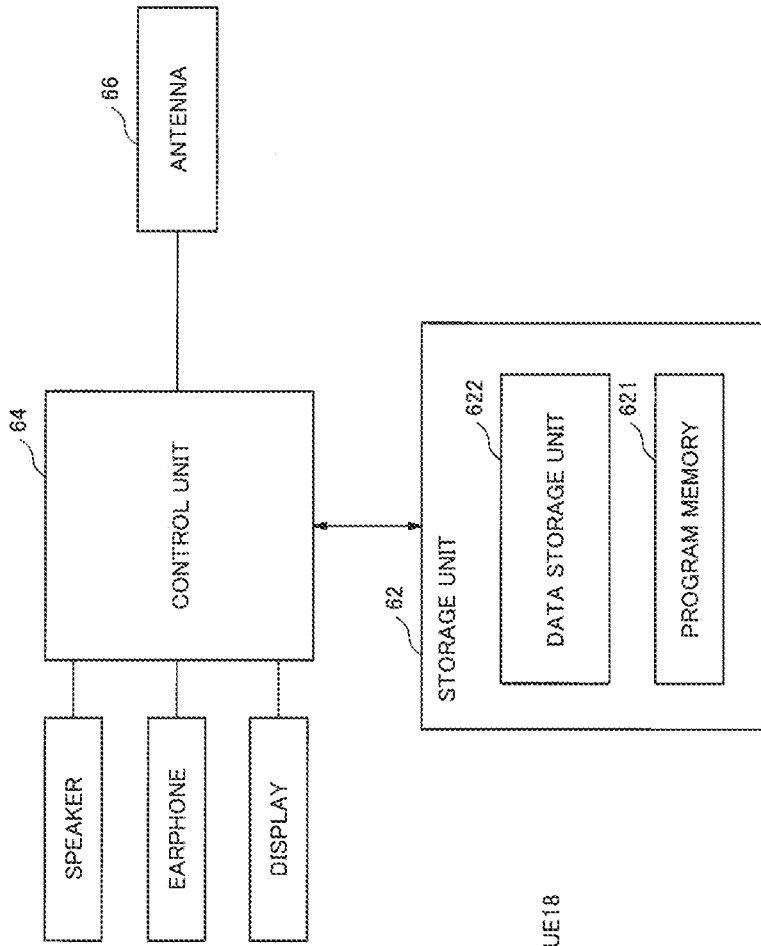 SPEAKER
EARPHONE
DISPLAY
64
CONTROL UNIT
66
ANTENNA
62
STORAGE UNIT
622
DATA STORAGE UNIT
621
PROGRAM MEMORY
UE18